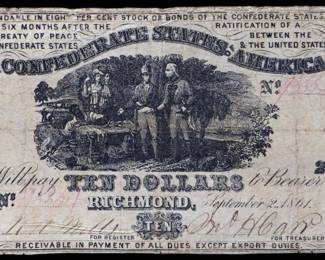 FUNDABLE IN EIGHT PER CENT STOCK OR BONDS OF THE CONFEDERATE STATES
SIX MONTHS AFTER THE RATIFICATION OF A
TREATY OF PEACE BETWEEN THE
CONFEDERATE STATES & THE UNITED STATES
CONFEDERATE STATES AMERICA
No.
Will pay TEN DOLLARS to Bearer
No.
RICHMOND, September 2, 1861.
TEN
FOR REGISTER FOR TREASURER
RECEIVABLE IN PAYMENT OF ALL DUES EXCEPT EXPORT DUTIES.